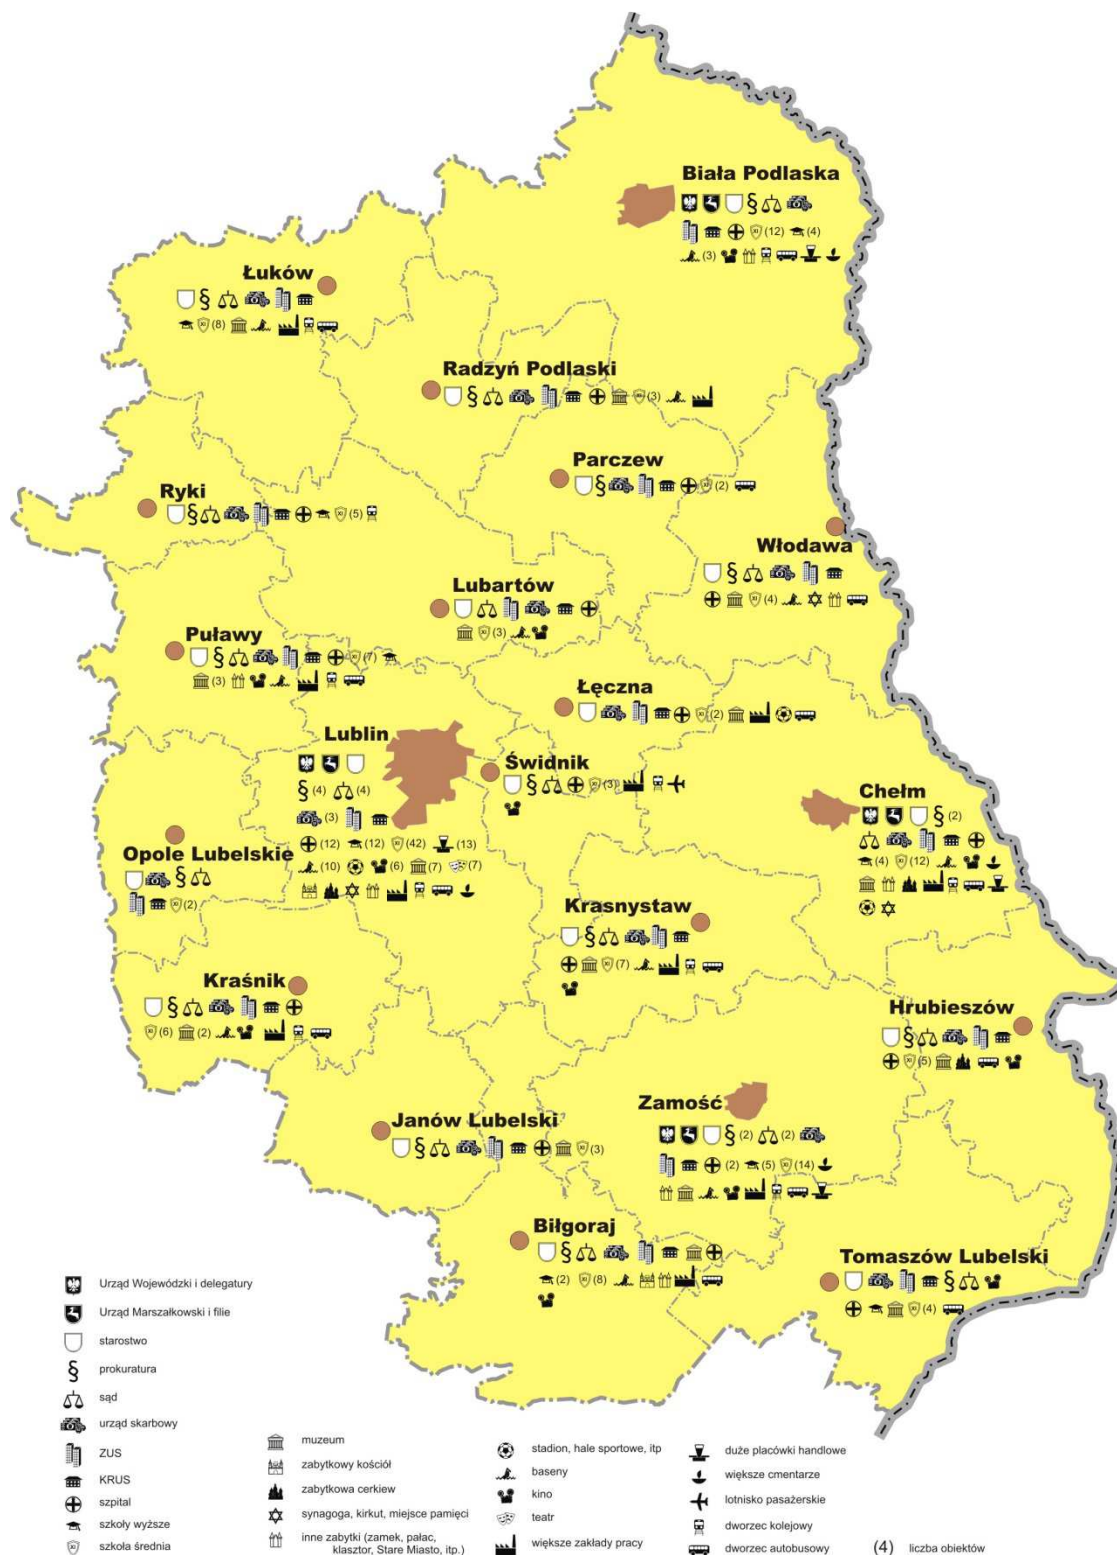 Biała Podlaska
(12) (4)
(3)
Łuków
(8)
Radzyń Podlaski
(3)
Parczew
(2)
Ryki
(5)
Włodawa
(4)
Lubartów
(3)
Puławy
(7)
(3)
Łęczna
(2)
Lublin
(4) (4)
(3)
(12) (12) (42) (13)
(10) (6) (7) (7)
Świdnik
(3)
Chełm
(2)
(4) (12)
Opole Lubelskie
(2)
Krasnystaw
(7)
Kraśnik
(6) (2)
Hrubieszów
(5)
Zamość
(2) (2)
(2) (5) (14)
Janów Lubelski
(3)
Biłgoraj
(2) (8)
Tomaszów Lubelski
(4)
Urząd Wojewódzki i delegatury
Urząd Marszałkowski i filie
starostwo
§ prokuratura
sąd
urząd skarbowy
ZUS
KRUS
szpital
szkoły wyższe
szkoła średnia
muzeum
zabytkowy kościół
zabytkowa cerkiew
synagoga, kirkut, miejsce pamięci
inne zabytki (zamek, pałac,
klasztor, Stare Miasto, itp.)
stadion, hale sportowe, itp
baseny
kino
teatr
większe zakłady pracy
duże placówki handlowe
większe cmentarze
lotnisko pasażerskie
dworzec kolejowy
dworzec autobusowy
(4) liczba obiektów